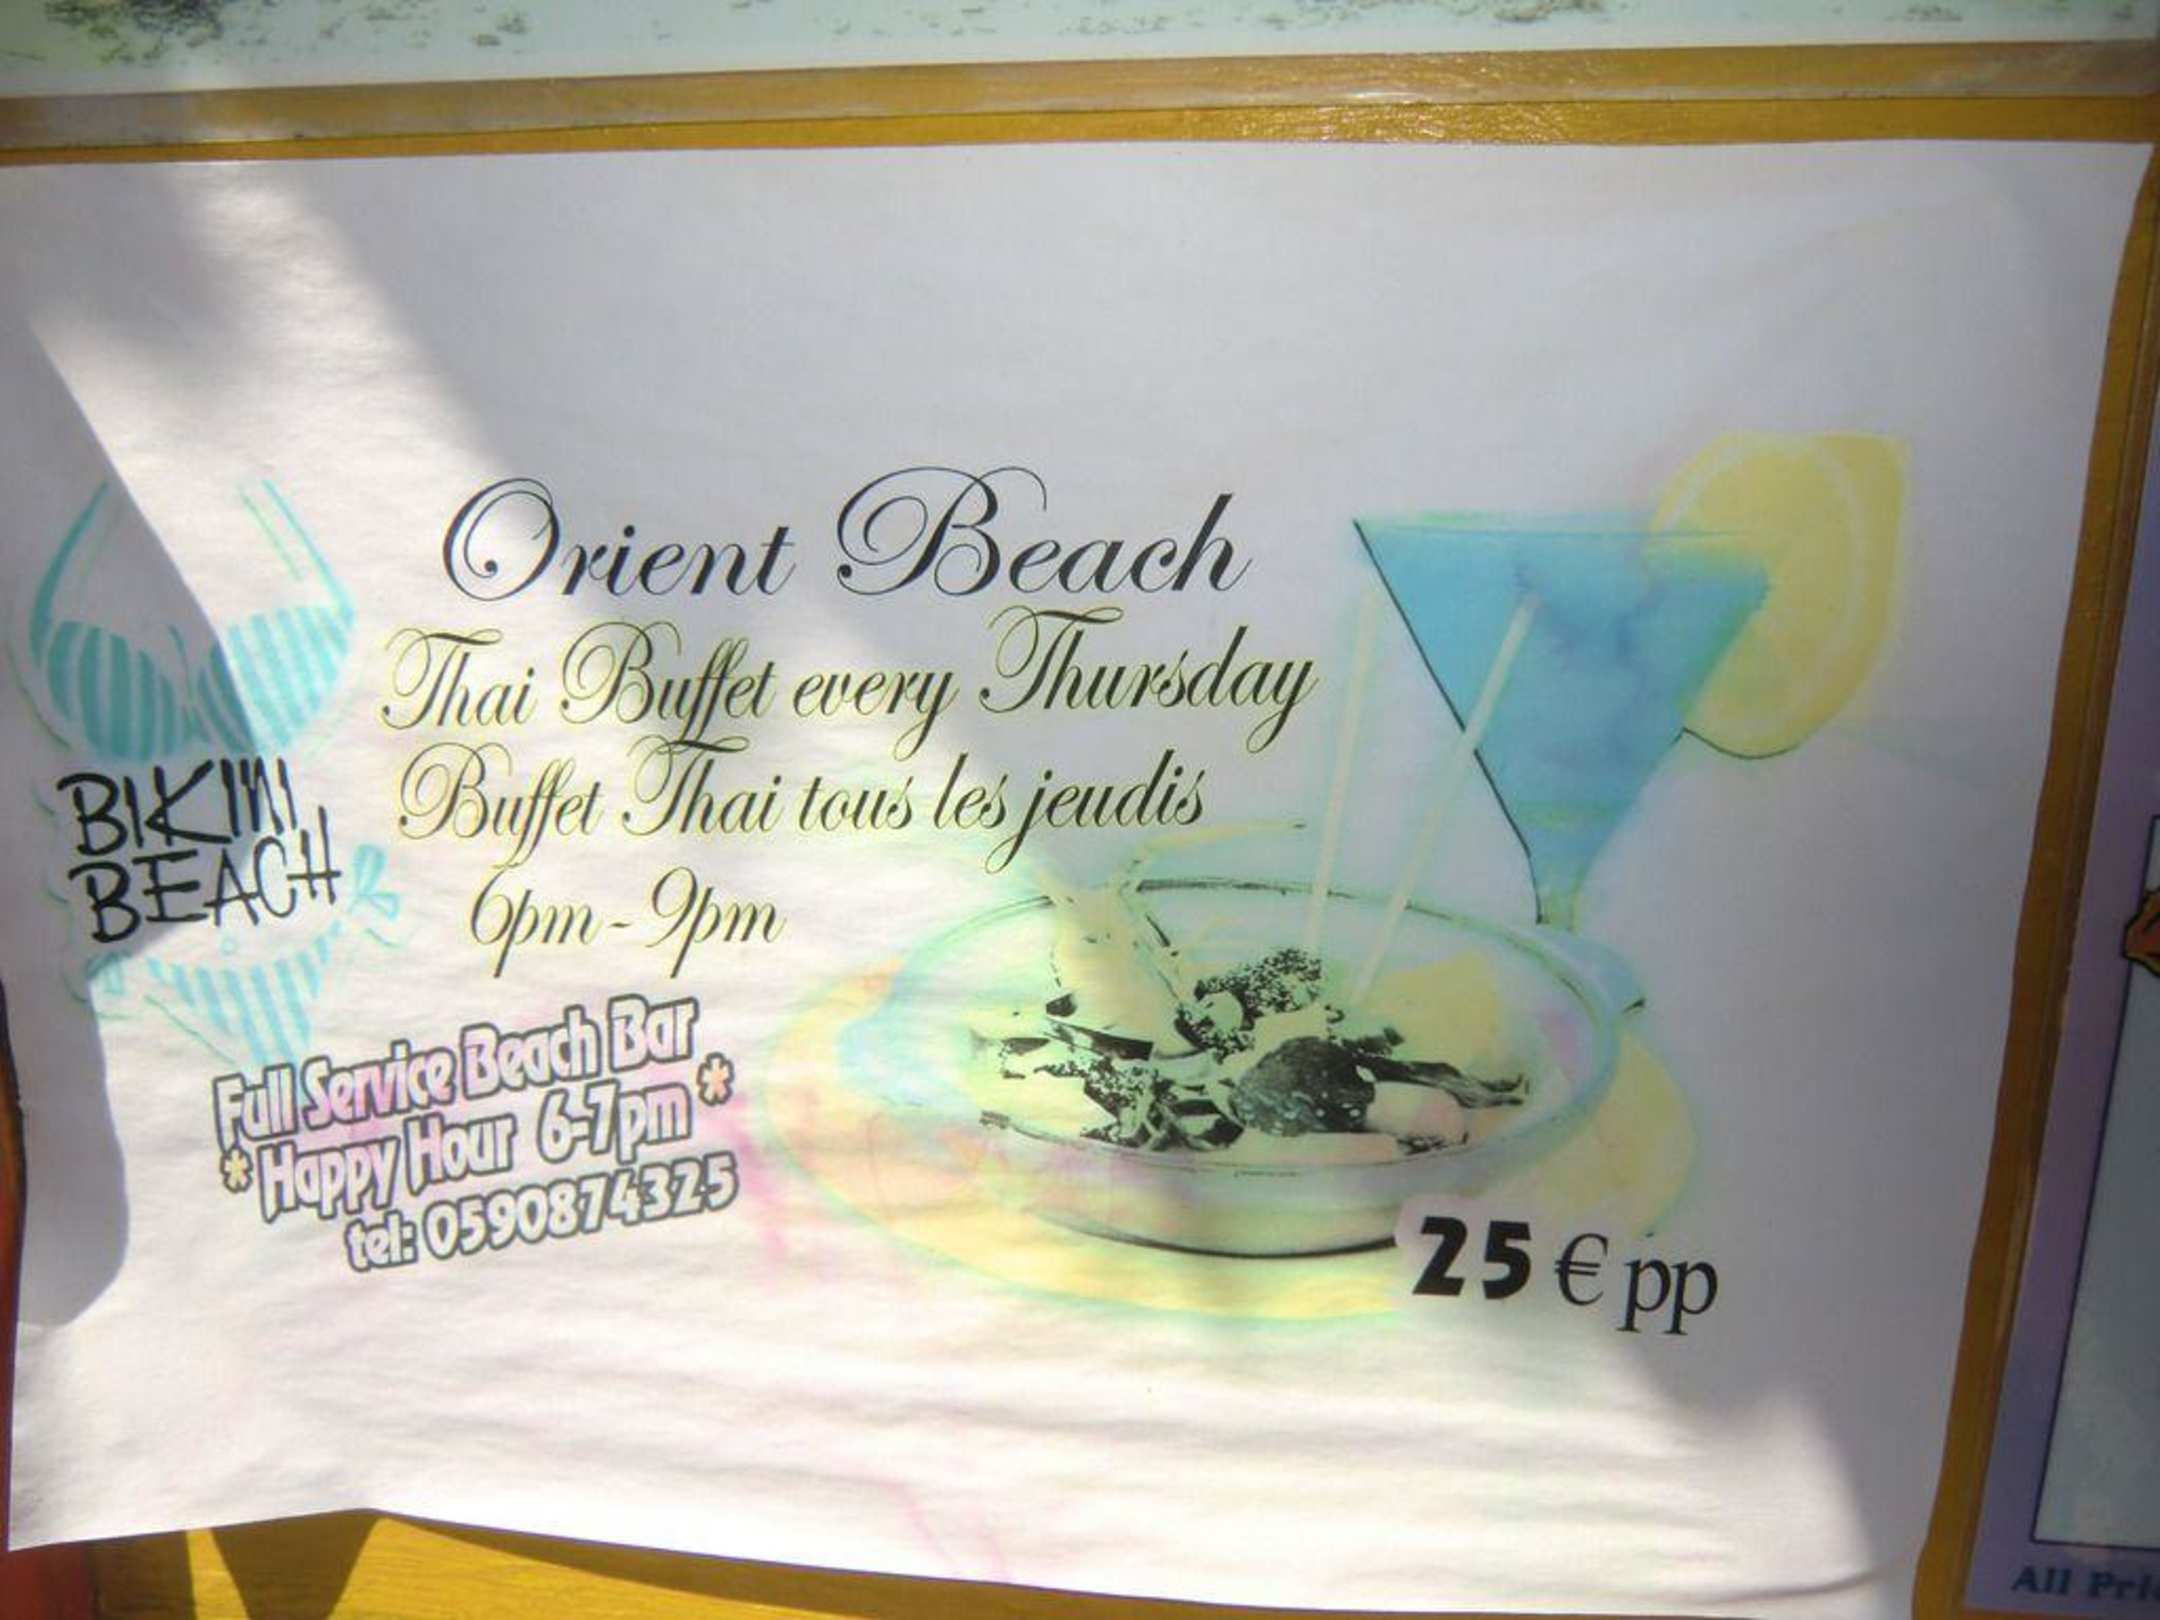 Orient Beach
Thai Buffet every Thursday
Buffet Thai tous les jeudis
6pm - 9pm
BIKINI
BEACH
Full Service Beach Bar
* Happy Hour 6-7pm *
tel: 0590874325
25 € pp
All